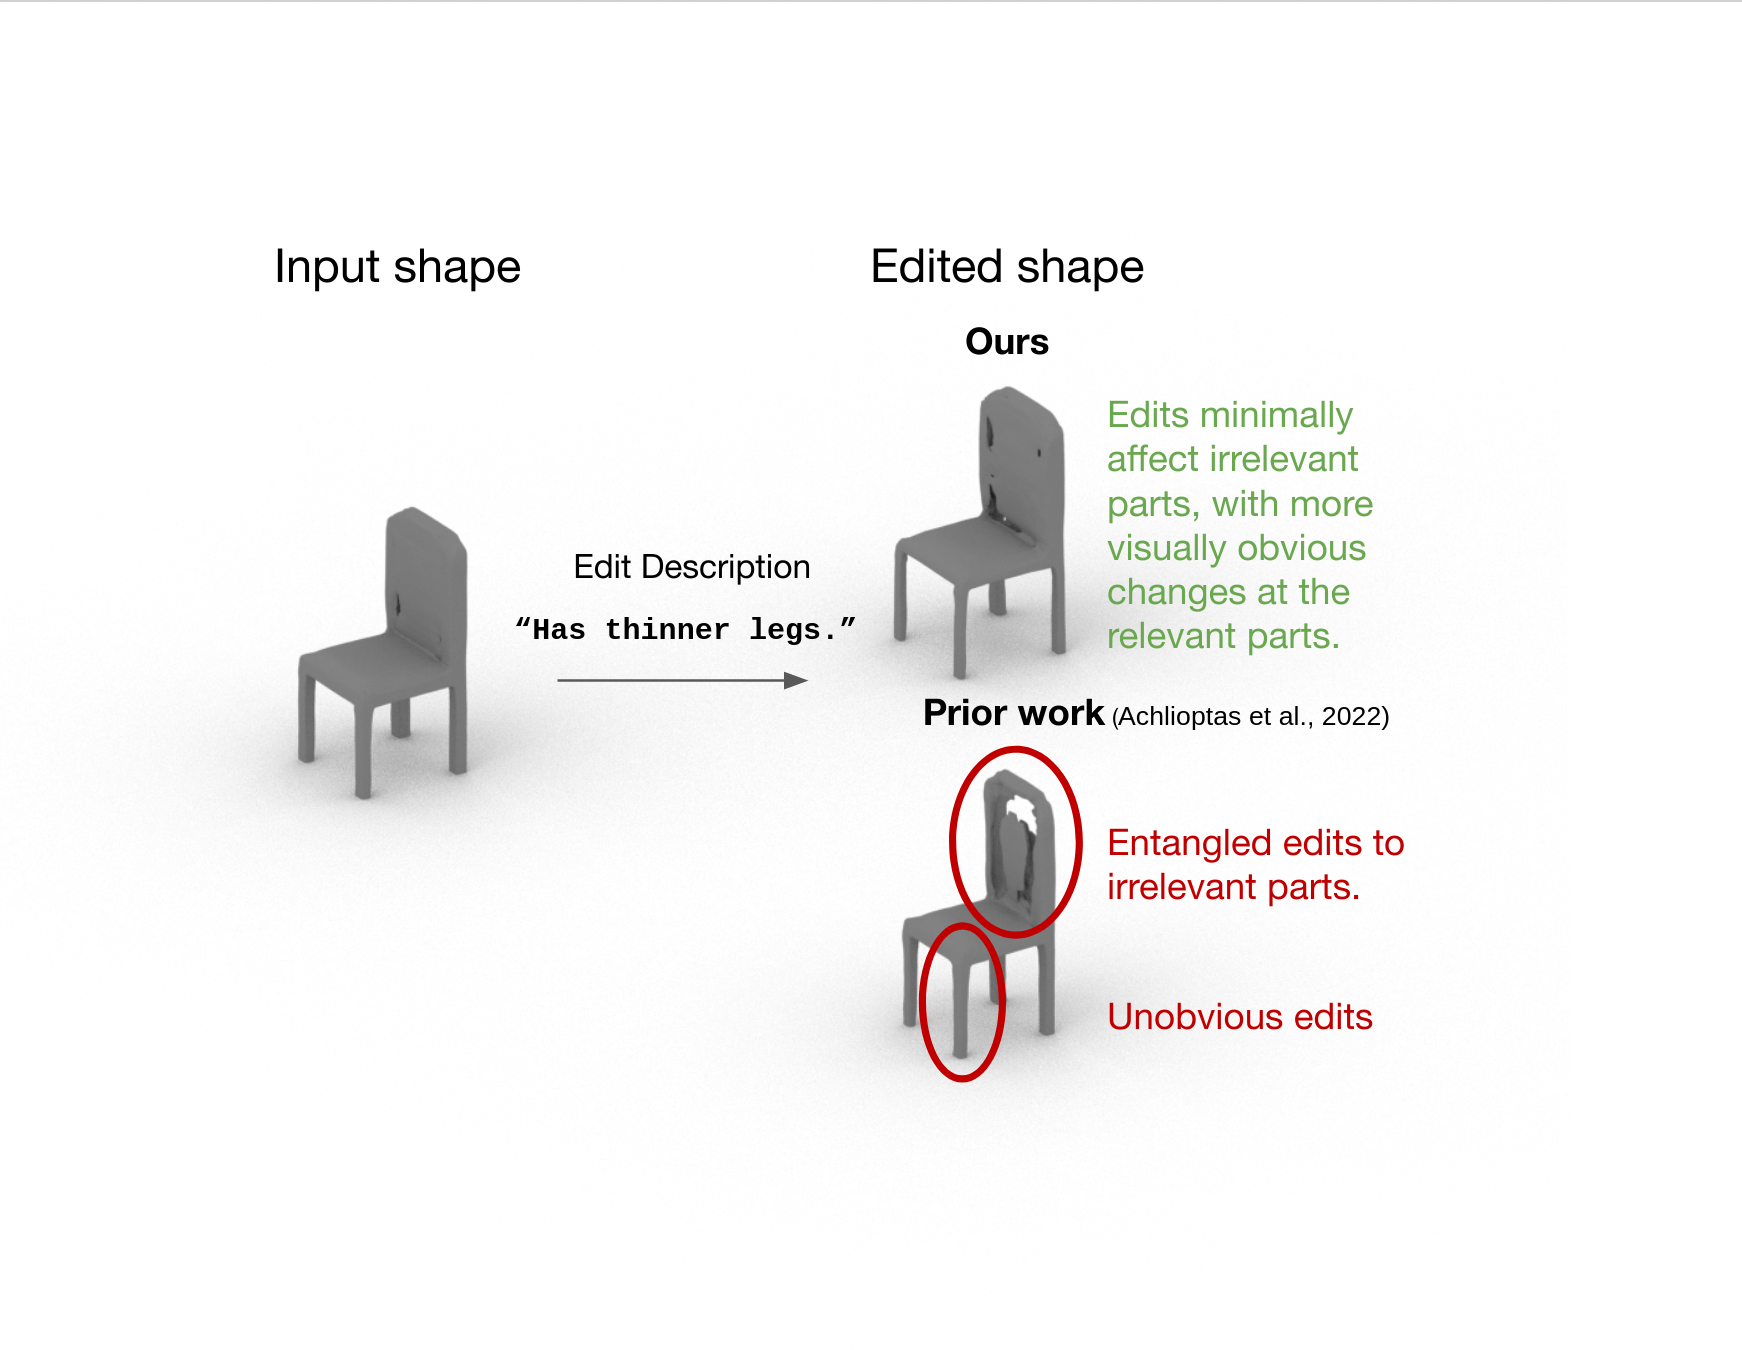 Input shape
Edited shape
Ours
Edits minimally
affect irrelevant
parts, with more
visually obvious
changes at the
relevant parts.
Edit Description
“Has thinner legs.”
Prior work (Achlioptas et al., 2022)
Entangled edits to
irrelevant parts.
Unobvious edits